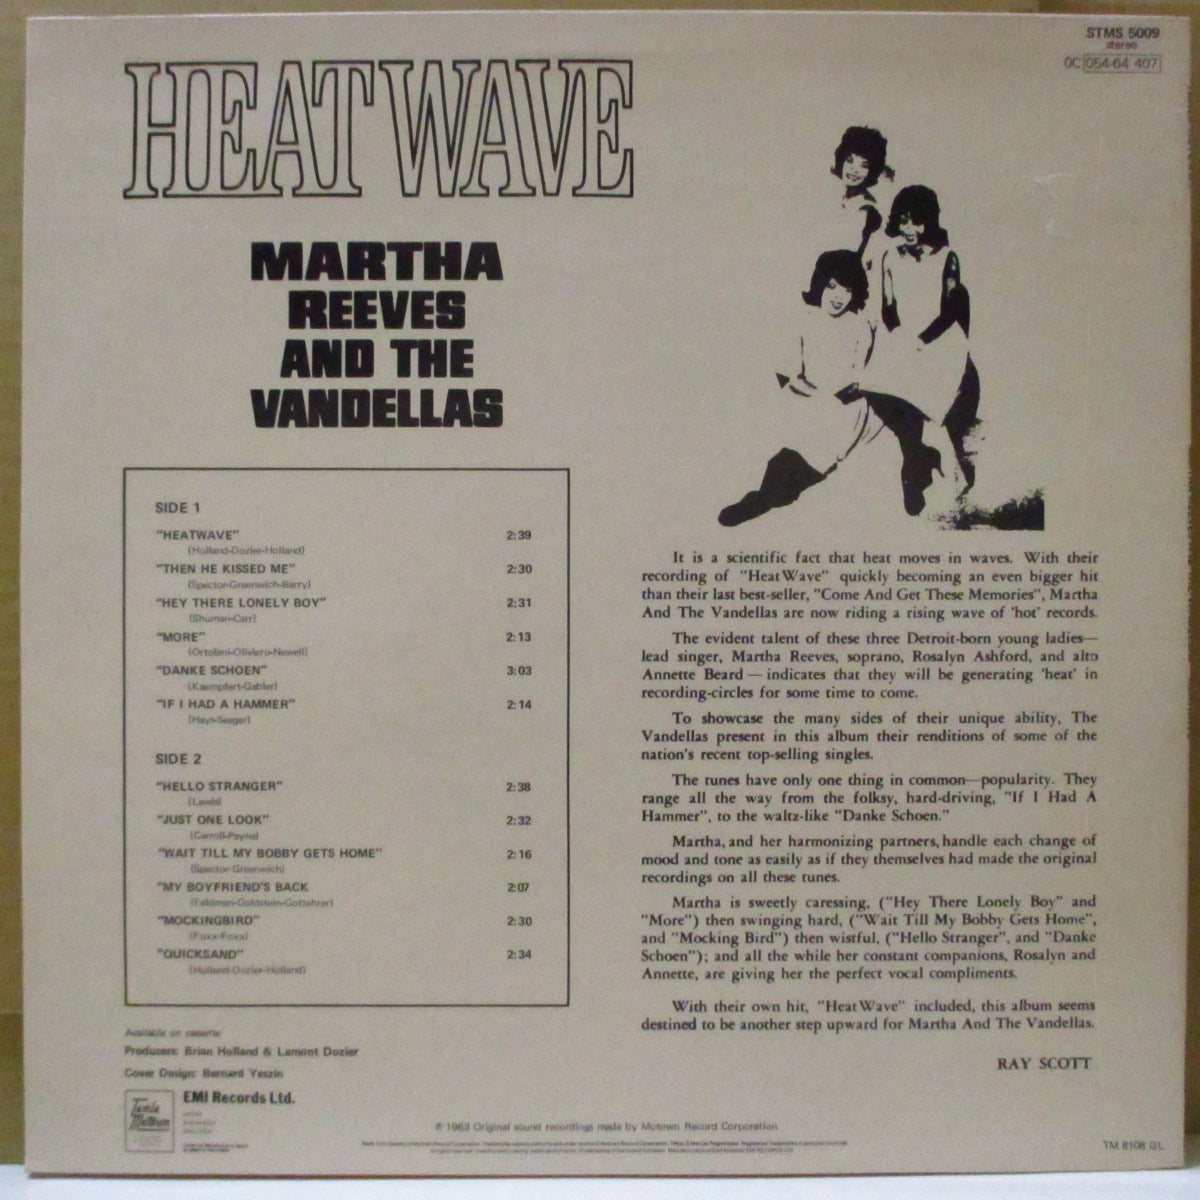 STMS 5009
stereo
OC 054-64 407
HEAT WAVE
MARTHA
REEVES
AND THE
VANDELLAS
SIDE 1
"HEATWAVE" 2:39
(Holland-Dozier-Holland)
"THEN HE KISSED ME" 2:30
(Spector-Greenwich-Barry)
"HEY THERE LONELY BOY" 2:31
(Shuman-Carr)
"MORE" 2:13
(Ortolani-Oliviero-Newell)
"DANKE SCHOEN" 3:03
(Kaempfert-Gabler)
"IF I HAD A HAMMER" 2:14
(Hays-Seeger)
SIDE 2
"HELLO STRANGER" 2:38
(Lewis)
"JUST ONE LOOK" 2:32
(Carroll-Payne)
"WAIT TILL MY BOBBY GETS HOME" 2:16
(Spector-Greenwich)
"MY BOYFRIEND'S BACK 2:07
(Feldman-Goldstein-Gottehrer)
"MOCKINGBIRD" 2:30
(Foxx-Foxx)
"QUICKSAND" 2:34
(Holland-Dozier-Holland)
It is a scientific fact that heat moves in waves. With their
recording of "Heat Wave" quickly becoming an even bigger hit
than their last best-seller, "Come And Get These Memories", Martha
And The Vandellas are now riding a rising wave of 'hot' records.
The evident talent of these three Detroit-born young ladies—
lead singer, Martha Reeves, soprano, Rosalyn Ashford, and alto
Annette Beard — indicates that they will be generating 'heat' in
recording-circles for some time to come.
To showcase the many sides of their unique ability, The
Vandellas present in this album their renditions of some of the
nation's recent top-selling singles.
The tunes have only one thing in common—popularity. They
range all the way from the folksy, hard-driving, "If I Had A
Hammer", to the waltz-like "Danke Schoen."
Martha, and her harmonizing partners, handle each change of
mood and tone as easily as if they themselves had made the original
recordings on all these tunes.
Martha is sweetly caressing, ("Hey There Lonely Boy" and
"More") then swinging hard, ("Wait Till My Bobby Gets Home",
and "Mocking Bird") then wistful, ("Hello Stranger", and "Danke
Schoen"); and all the while her constant companions, Rosalyn and
Annette, are giving her the perfect vocal compliments.
With their own hit, "Heat Wave" included, this album seems
destined to be another step upward for Martha And The Vandellas.
RAY SCOTT
Available on cassette
Producers: Brian Holland & Lamont Dozier
Cover Design: Bernard Yeszin
Tamla
Motown
EMI Records Ltd.
℗ 1963 Original sound recordings made by Motown Record Corporation
TM 8108 GL